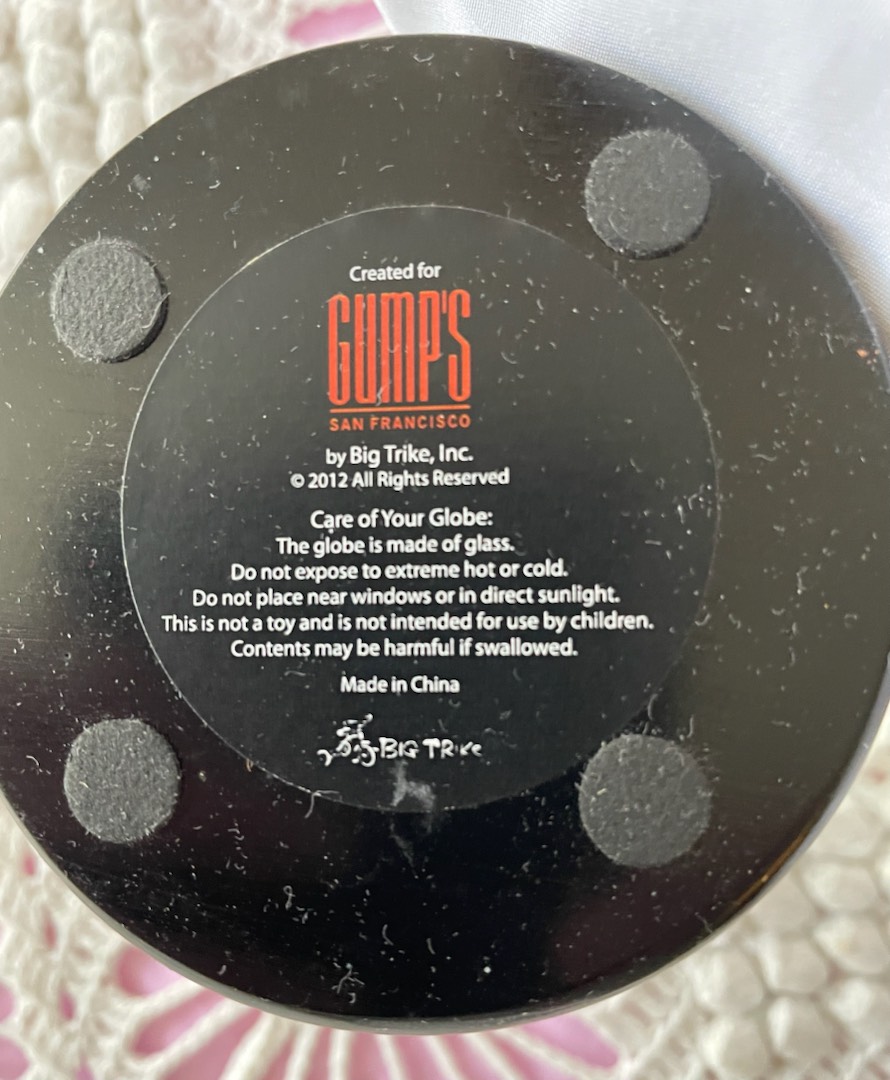 Created for
GUMP'S
SAN FRANCISCO
by Big Trike, Inc.
© 2012 All Rights Reserved
Care of Your Globe:
The globe is made of glass.
Do not expose to extreme hot or cold.
Do not place near windows or in direct sunlight.
This is not a toy and is not intended for use by children.
Contents may be harmful if swallowed.
Made in China
BIG TRIKE